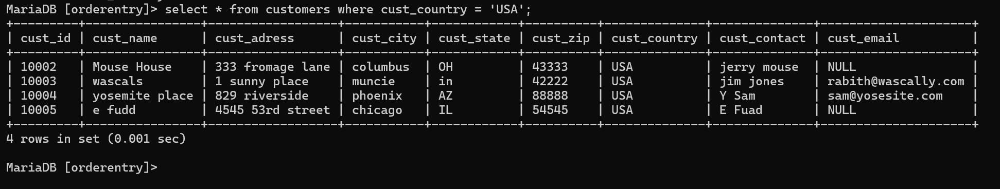 MariaDB [orderentry]> select * from customers where cust_country = 'USA';
+---------+----------------+------------------+-----------+------------+----------+--------------+--------------+--------------------+
| cust_id | cust_name      | cust_adress      | cust_city | cust_state | cust_zip | cust_country | cust_contact | cust_email         |
+---------+----------------+------------------+-----------+------------+----------+--------------+--------------+--------------------+
| 10002   | Mouse House    | 333 fromage lane | columbus  | OH         | 43333    | USA          | jerry mouse  | NULL               |
| 10003   | wascals        | 1 sunny place    | muncie    | in         | 42222    | USA          | jim jones    | rabith@wascally.com |
| 10004   | yosemite place | 829 riverside    | phoenix   | AZ         | 88888    | USA          | Y Sam        | sam@yosesite.com   |
| 10005   | e fudd         | 4545 53rd street | chicago   | IL         | 54545    | USA          | E Fuad       | NULL               |
+---------+----------------+------------------+-----------+------------+----------+--------------+--------------+--------------------+
4 rows in set (0.001 sec)
MariaDB [orderentry]>